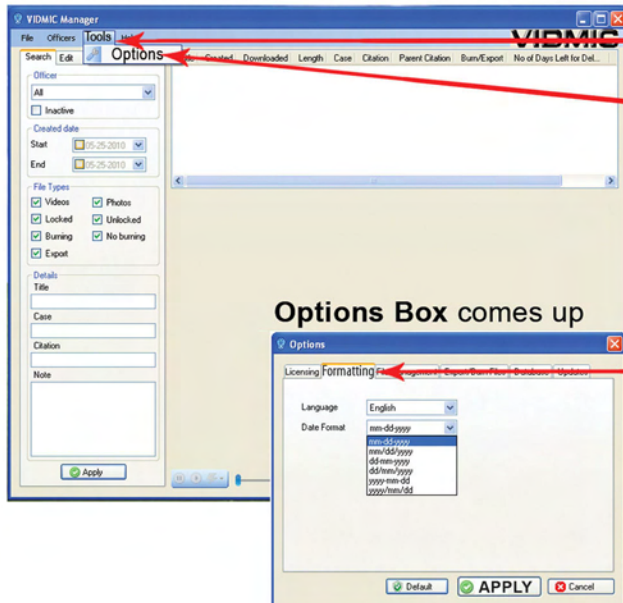 VIDMIC Manager
File Officers Tools Help
VIDMIC
Options
Search Edit
Created Downloaded Length Case Citation Parent Citation Burn/Export No of Days Left for Del...
Officer
All
Inactive
Created date
Start 05-25-2010
End 05-25-2010
File Types
Videos Photos
Locked Unlocked
Burning No burning
Export
Details
Title
Case
Citation
Note
Apply
Options Box comes up
Options
Licensing Formatting File Management Export/Burn Files Database Updates
Language English
Date Format mm-dd-yyyy
mm-dd-yyyy
mm/dd/yyyy
dd-mm-yyyy
dd/mm/yyyy
yyyy-mm-dd
yyyy/mm/dd
Default APPLY Cancel